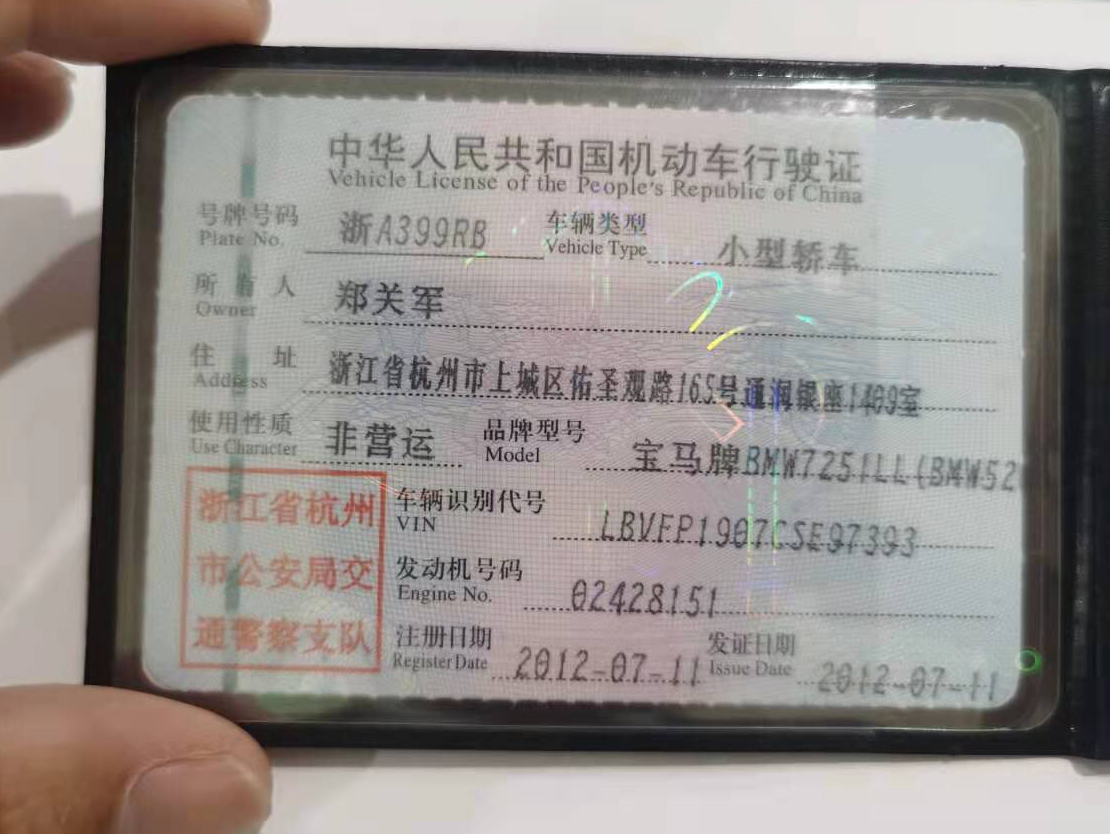 中华人民共和国机动车行驶证
Vehicle License of the People's Republic of China
号牌号码 浙A399RB 车辆类型 小型轿车
Plate No. Vehicle Type
所有人 郑关军
Owner
住址 浙江省杭州市上城区佑圣观路165号通润银座1409室
Address
使用性质 非营运 品牌型号 宝马牌BMW7251LL(BMW52
Use Character Model
浙江省杭州
市公安局交
通警察支队
车辆识别代号 LBVFP1907CSE97393
VIN
发动机号码 02428151
Engine No.
注册日期 2012-07-11 发证日期 2012-07-11
Register Date Issue Date